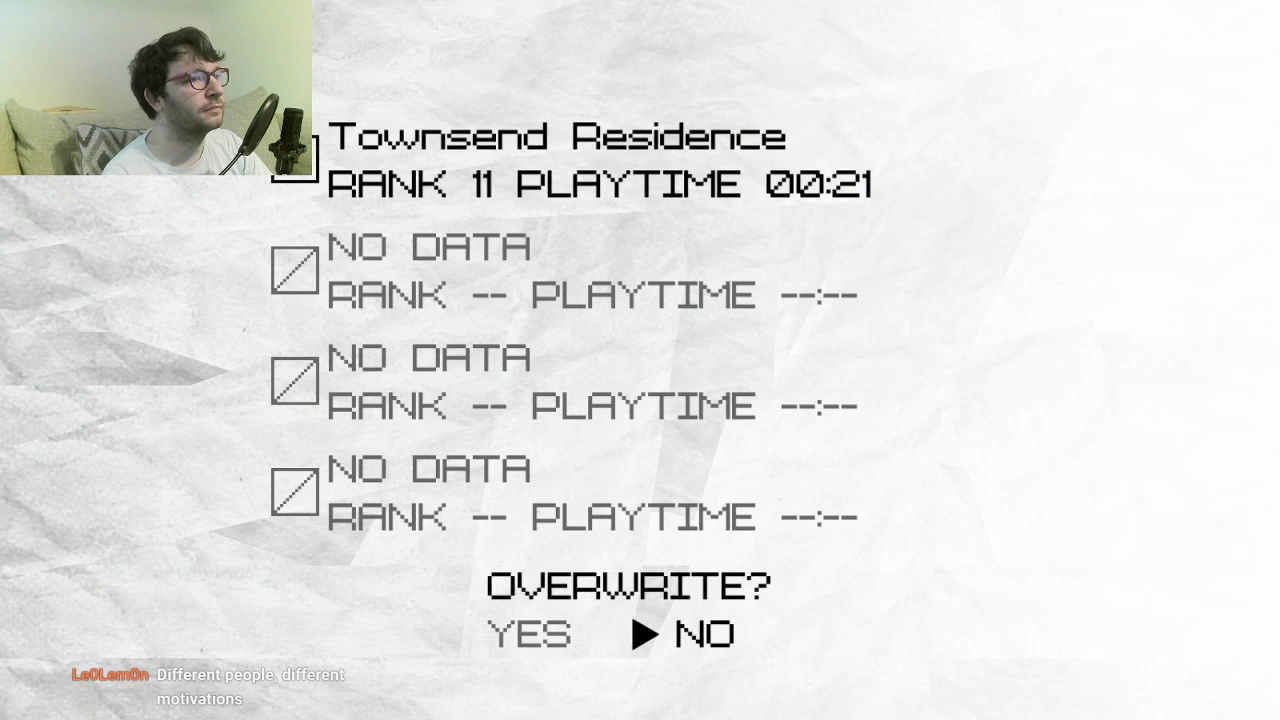 Townsend Residence
RANK 11 PLAYTIME 00:21
NO DATA
RANK -- PLAYTIME --:--
NO DATA
RANK -- PLAYTIME --:--
NO DATA
RANK -- PLAYTIME --:--
OVERWRITE?
YES ▶ NO
Le0Lem0n Different people, different
motivations